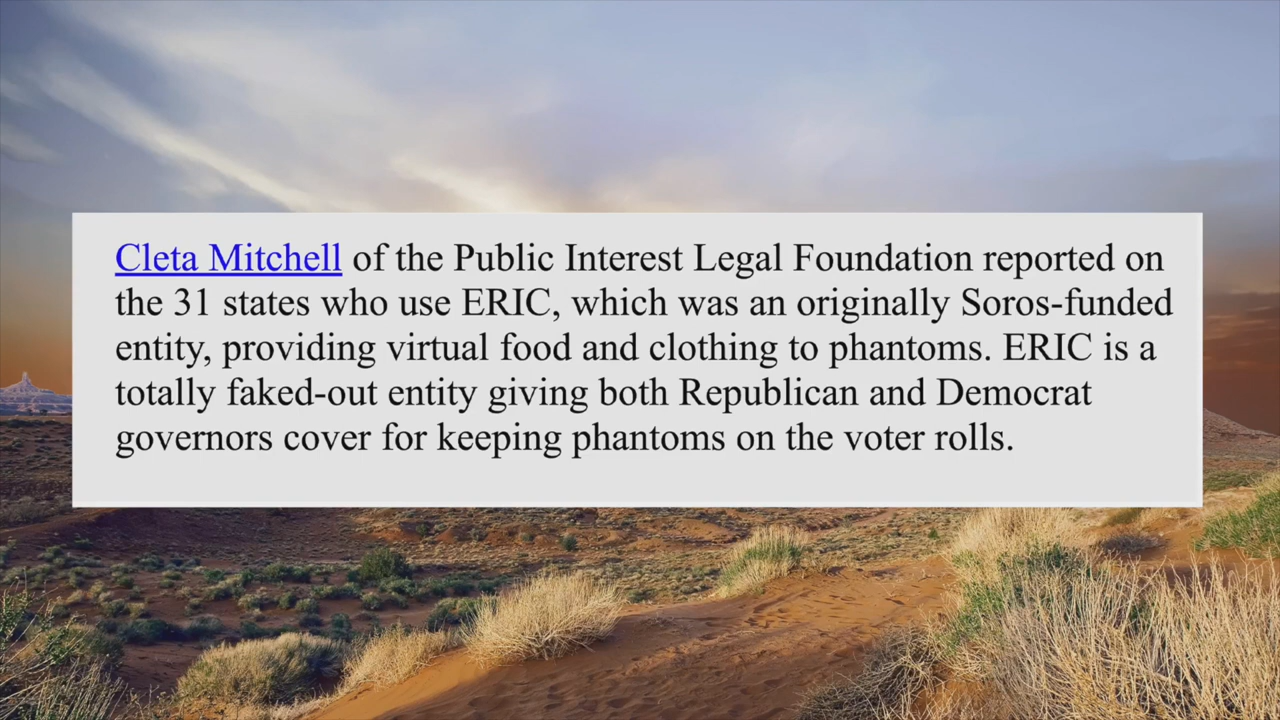 Cleta Mitchell of the Public Interest Legal Foundation reported on
the 31 states who use ERIC, which was an originally Soros-funded
entity, providing virtual food and clothing to phantoms. ERIC is a
totally faked-out entity giving both Republican and Democrat
governors cover for keeping phantoms on the voter rolls.